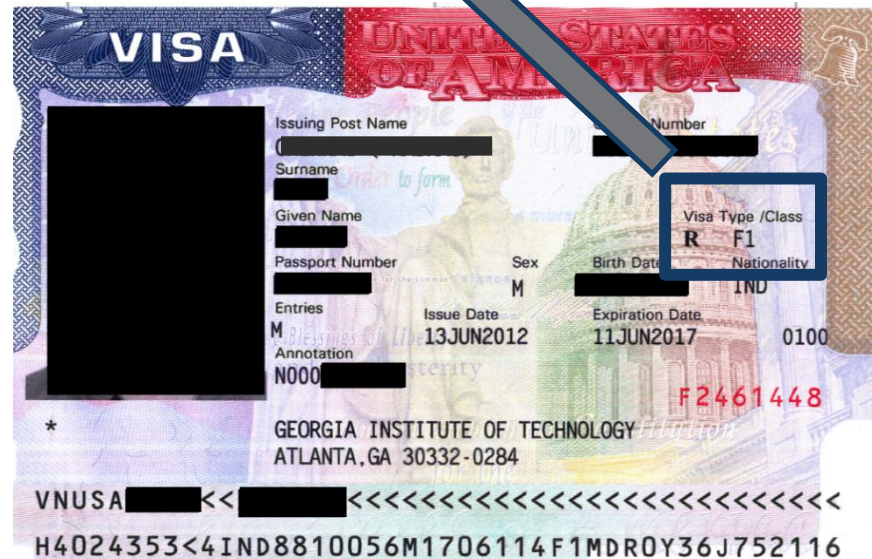 VISA UNITED STATES
OF AMERICA
Issuing Post Name Number
Surname
Given Name Visa Type /Class
R F1
Passport Number Sex Birth Date Nationality
M IND
Entries Issue Date Expiration Date
M 13JUN2012 11JUN2017 0100
Annotation
N000
F2461448
* GEORGIA INSTITUTE OF TECHNOLOGY
ATLANTA,GA 30332-0284
VNUSA << <<<<<<<<<<<<<<<<<<<<<<<<<<
H4024353<4IND8810056M1706114F1MDR0Y36J752116